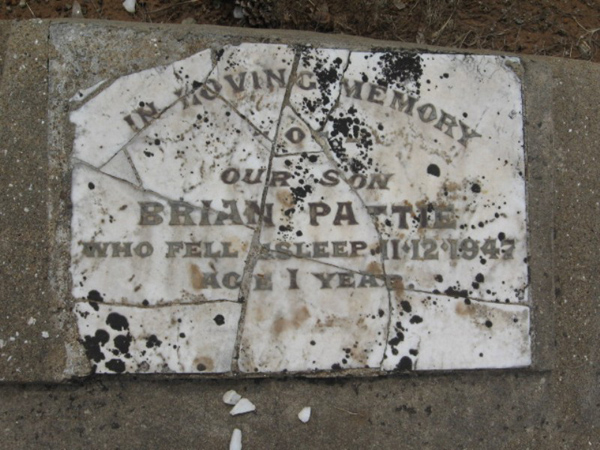 IN LOVING MEMORY
OF
OUR SON
BRIAN PATTIE
WHO FELL ASLEEP 11·12·1947
AGE 1 YEAR.